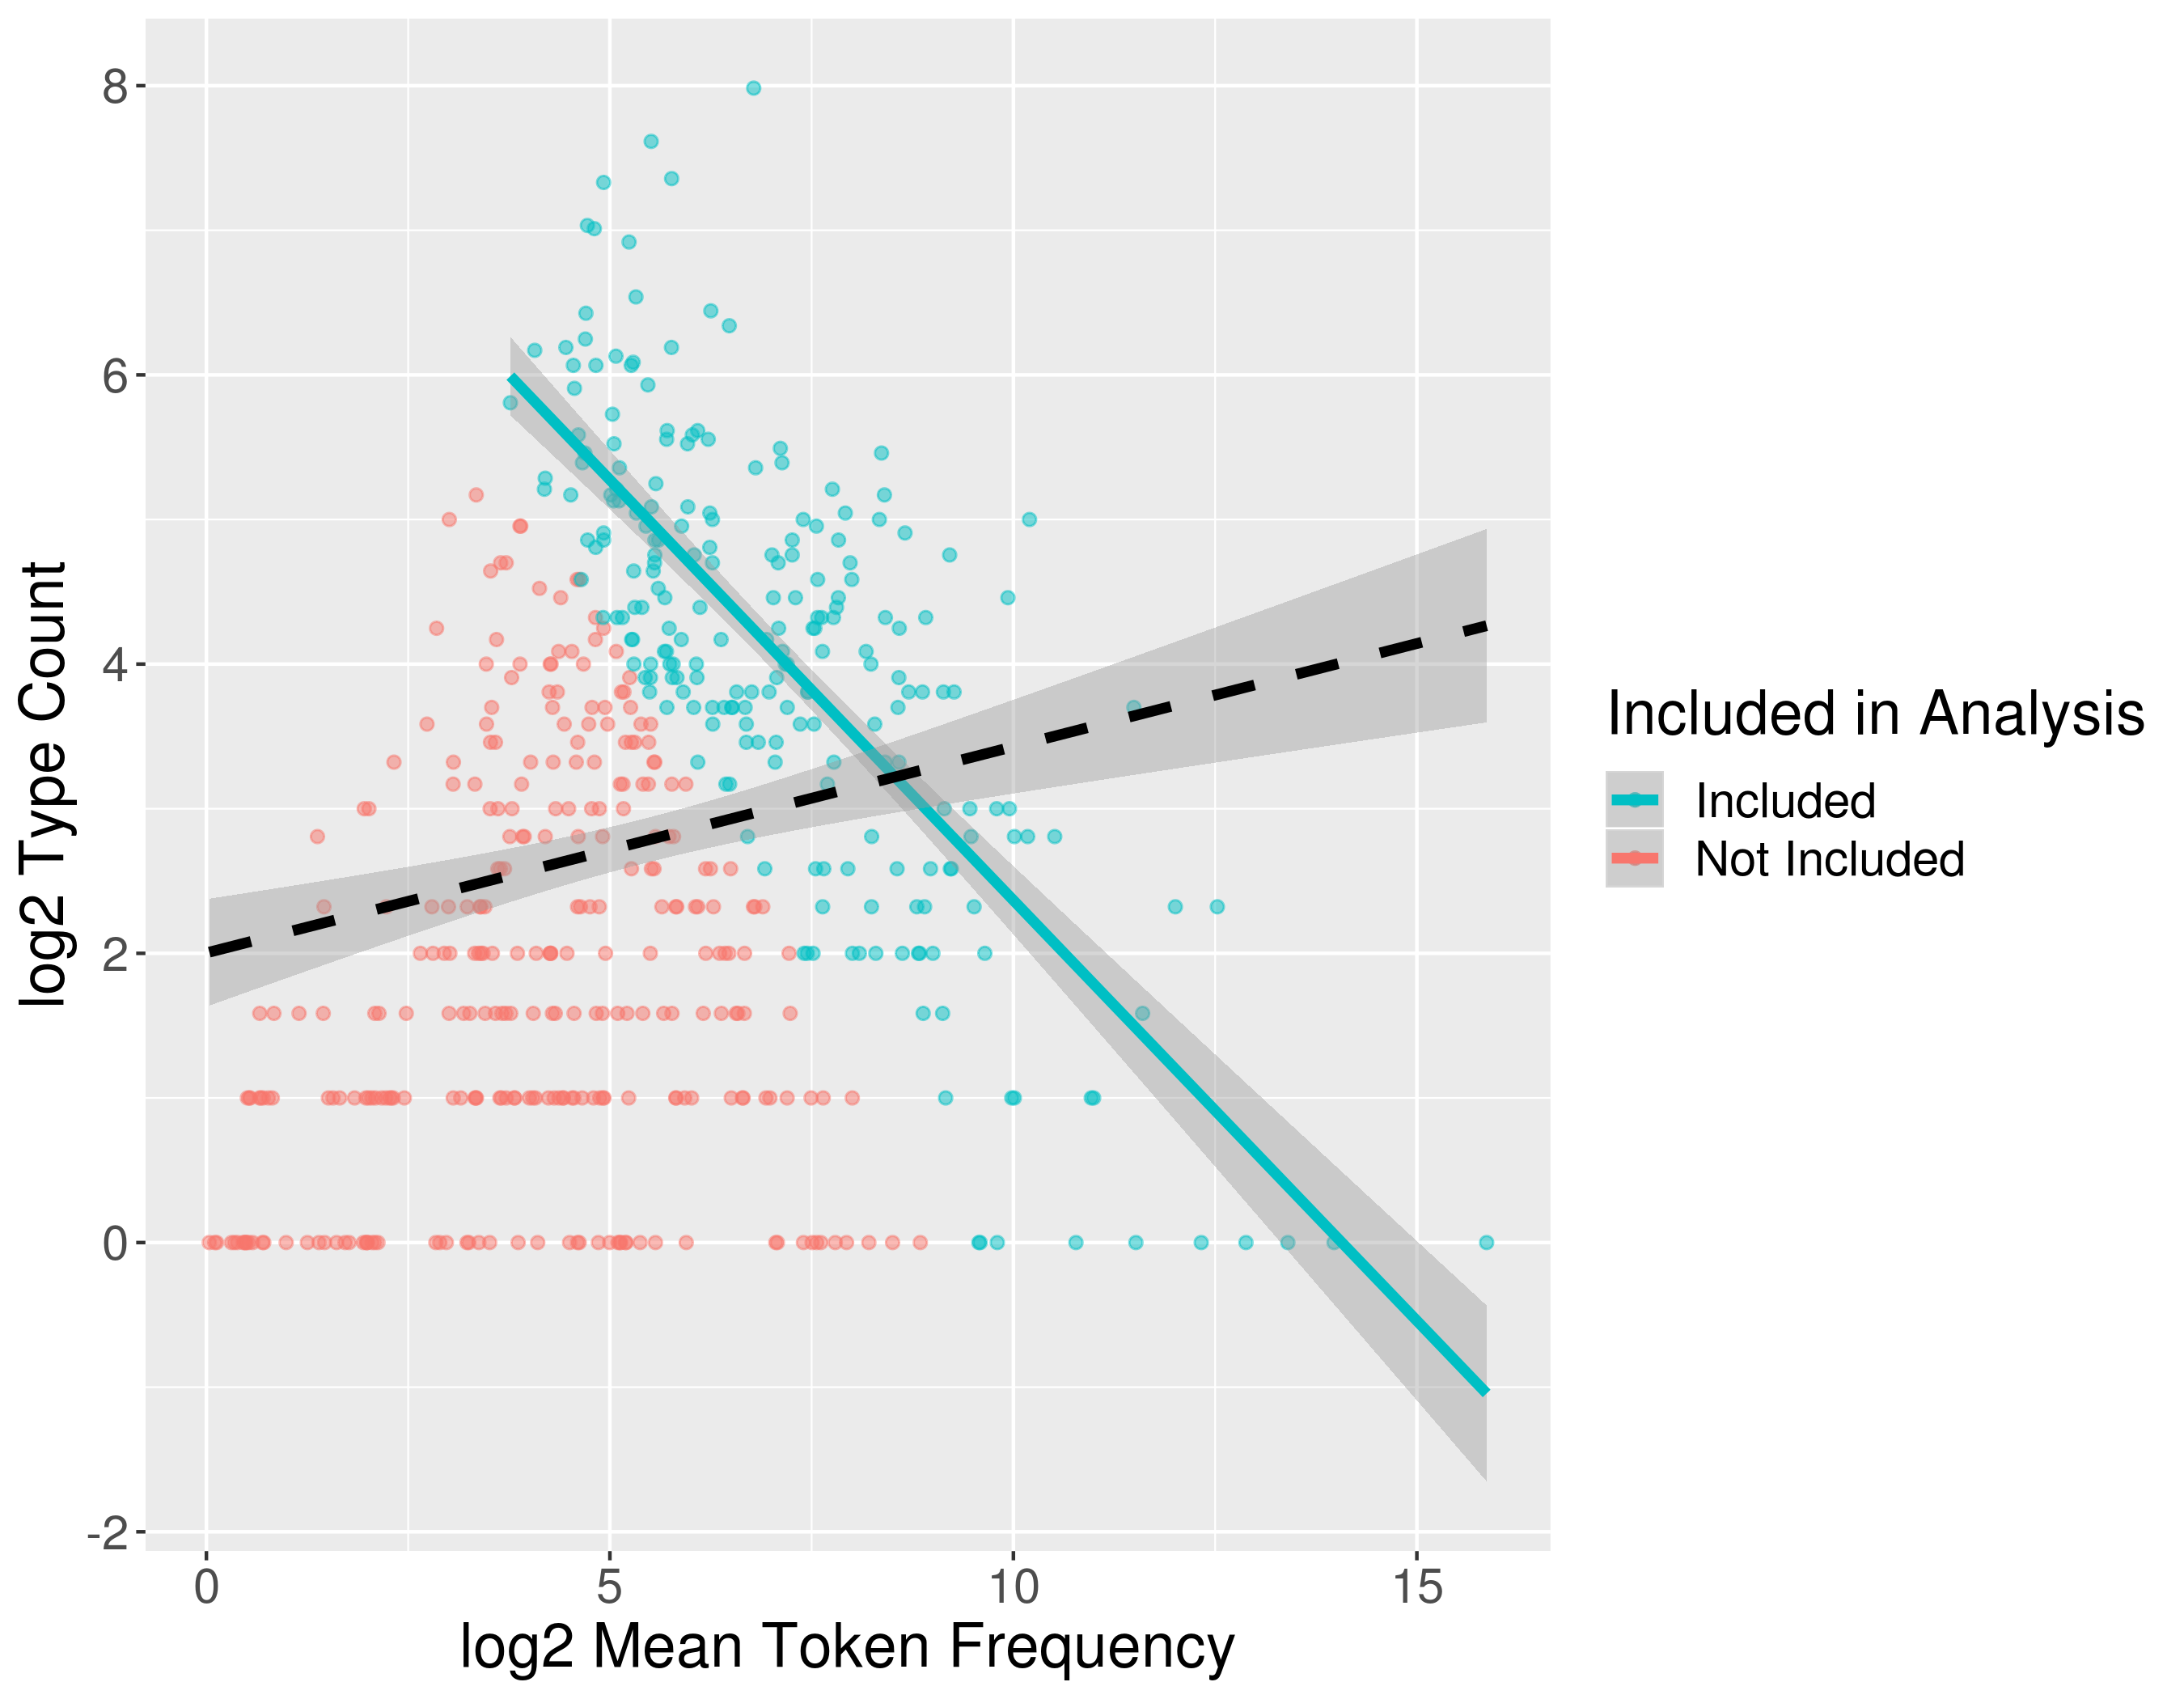 log2 Type Count
8
6
4
2
0
-2
0 5 10 15
log2 Mean Token Frequency
Included in Analysis
Included
Not Included